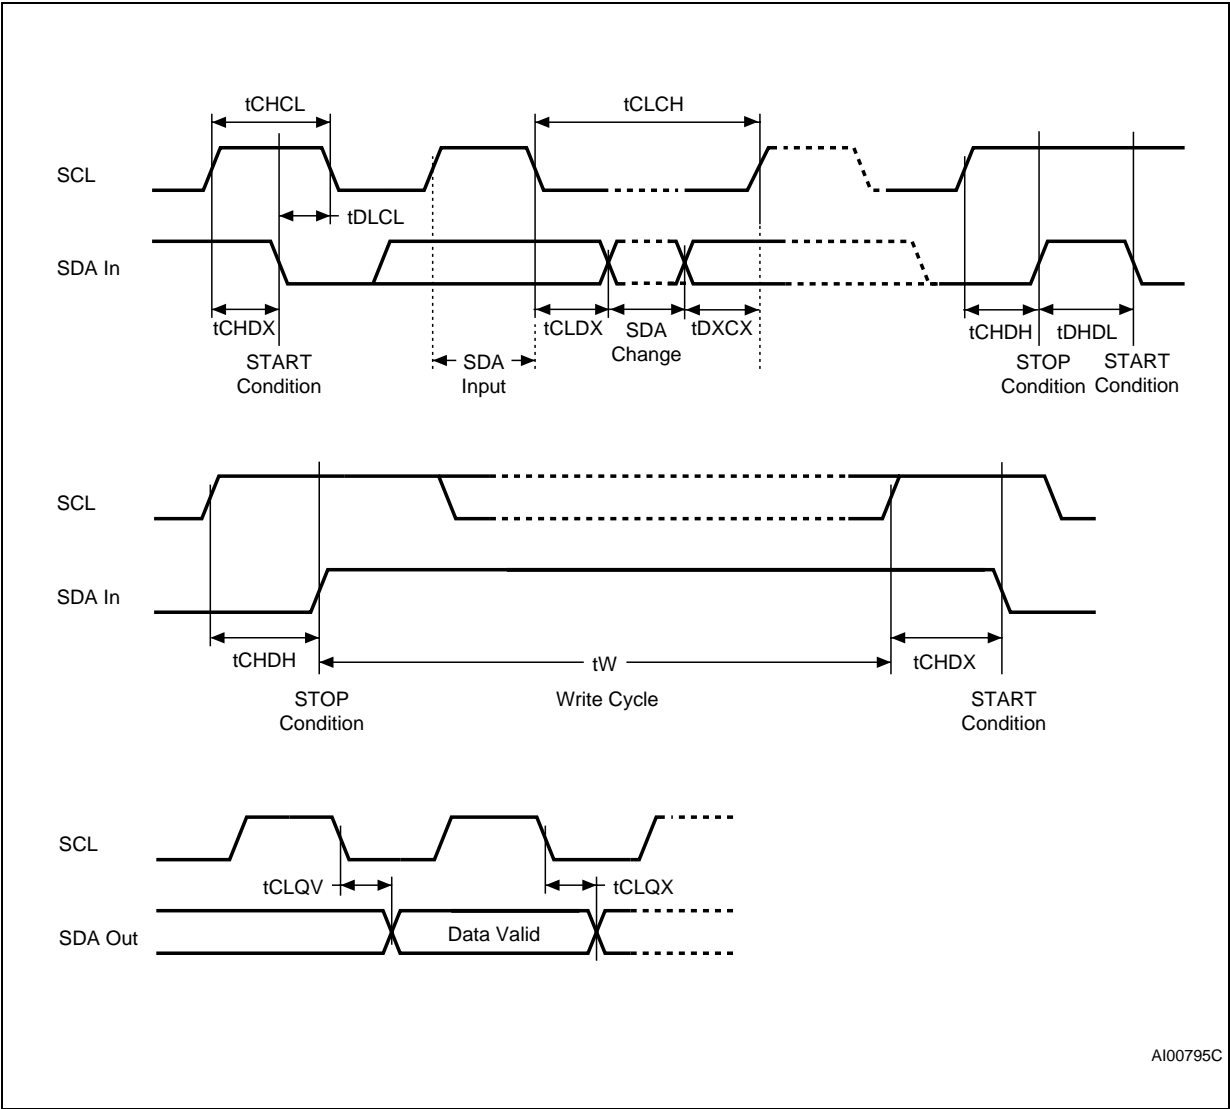 tCHCL
tCLCH
SCL
tDLCL
SDA In
tCHDX
tCLDX
SDA
Change
tDXCX
tCHDH
tDHDL
START
Condition
SDA
Input
STOP
Condition
START
Condition
SCL
SDA In
tCHDH
tW
tCHDX
STOP
Condition
Write Cycle
START
Condition
SCL
tCLQV
tCLQX
SDA Out
Data Valid
AI00795C